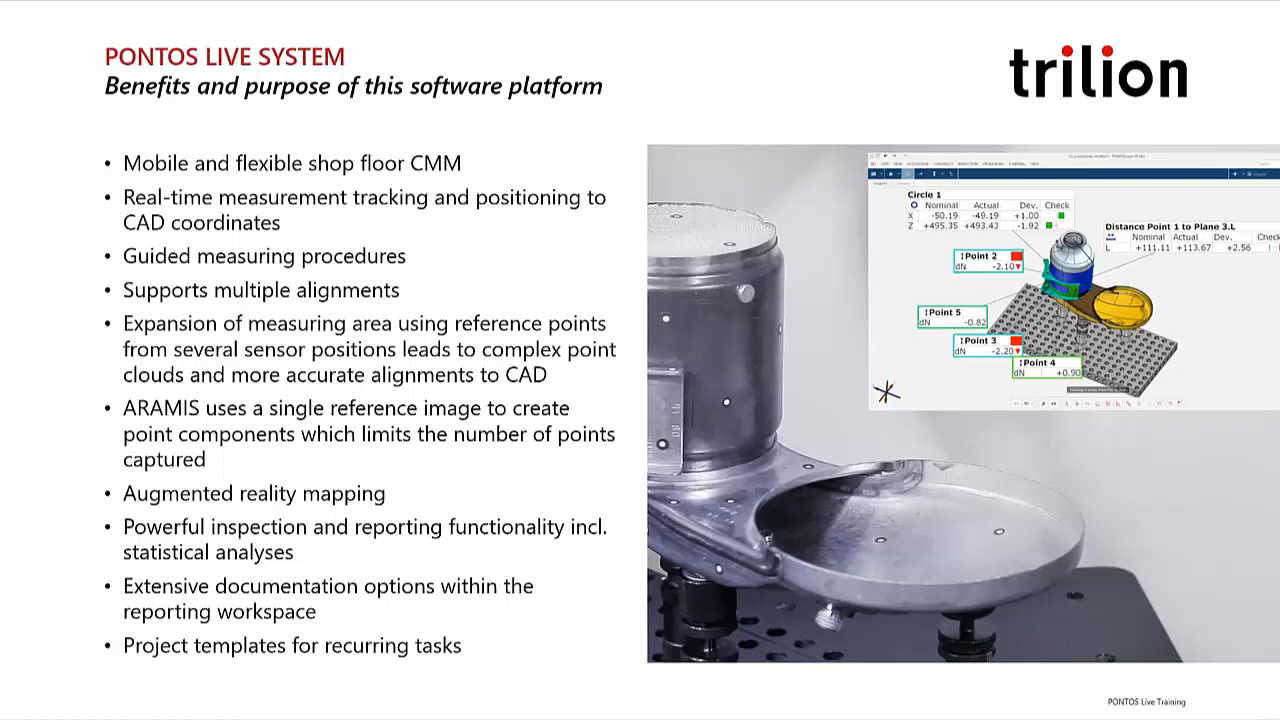 PONTOS LIVE SYSTEM
Benefits and purpose of this software platform
trilion
• Mobile and flexible shop floor CMM
• Real-time measurement tracking and positioning to
CAD coordinates
• Guided measuring procedures
• Supports multiple alignments
• Expansion of measuring area using reference points
from several sensor positions leads to complex point
clouds and more accurate alignments to CAD
• ARAMIS uses a single reference image to create
point components which limits the number of points
captured
• Augmented reality mapping
• Powerful inspection and reporting functionality incl.
statistical analyses
• Extensive documentation options within the
reporting workspace
• Project templates for recurring tasks
Circle 1
Nominal Actual Dev. Check
X -50.19 -49.19 +1.00
Z +495.35 +493.43 -1.92
Distance Point 1 to Plane 3.L
Nominal Actual Dev. Check
L +111.11 +113.67 +2.56
Point 2
dN -2.10
Point 5
dN -0.82
Point 3
dN -2.20
Point 4
dN +0.90
PONTOS Live Training